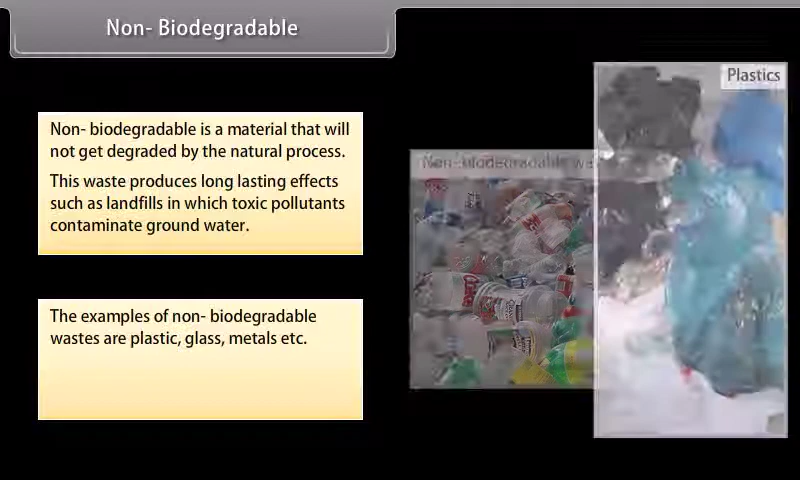 Non- Biodegradable
Non- biodegradable is a material that will
not get degraded by the natural process.
This waste produces long lasting effects
such as landfills in which toxic pollutants
contaminate ground water.
The examples of non- biodegradable
wastes are plastic, glass, metals etc.
Plastics
Non-biodegradable